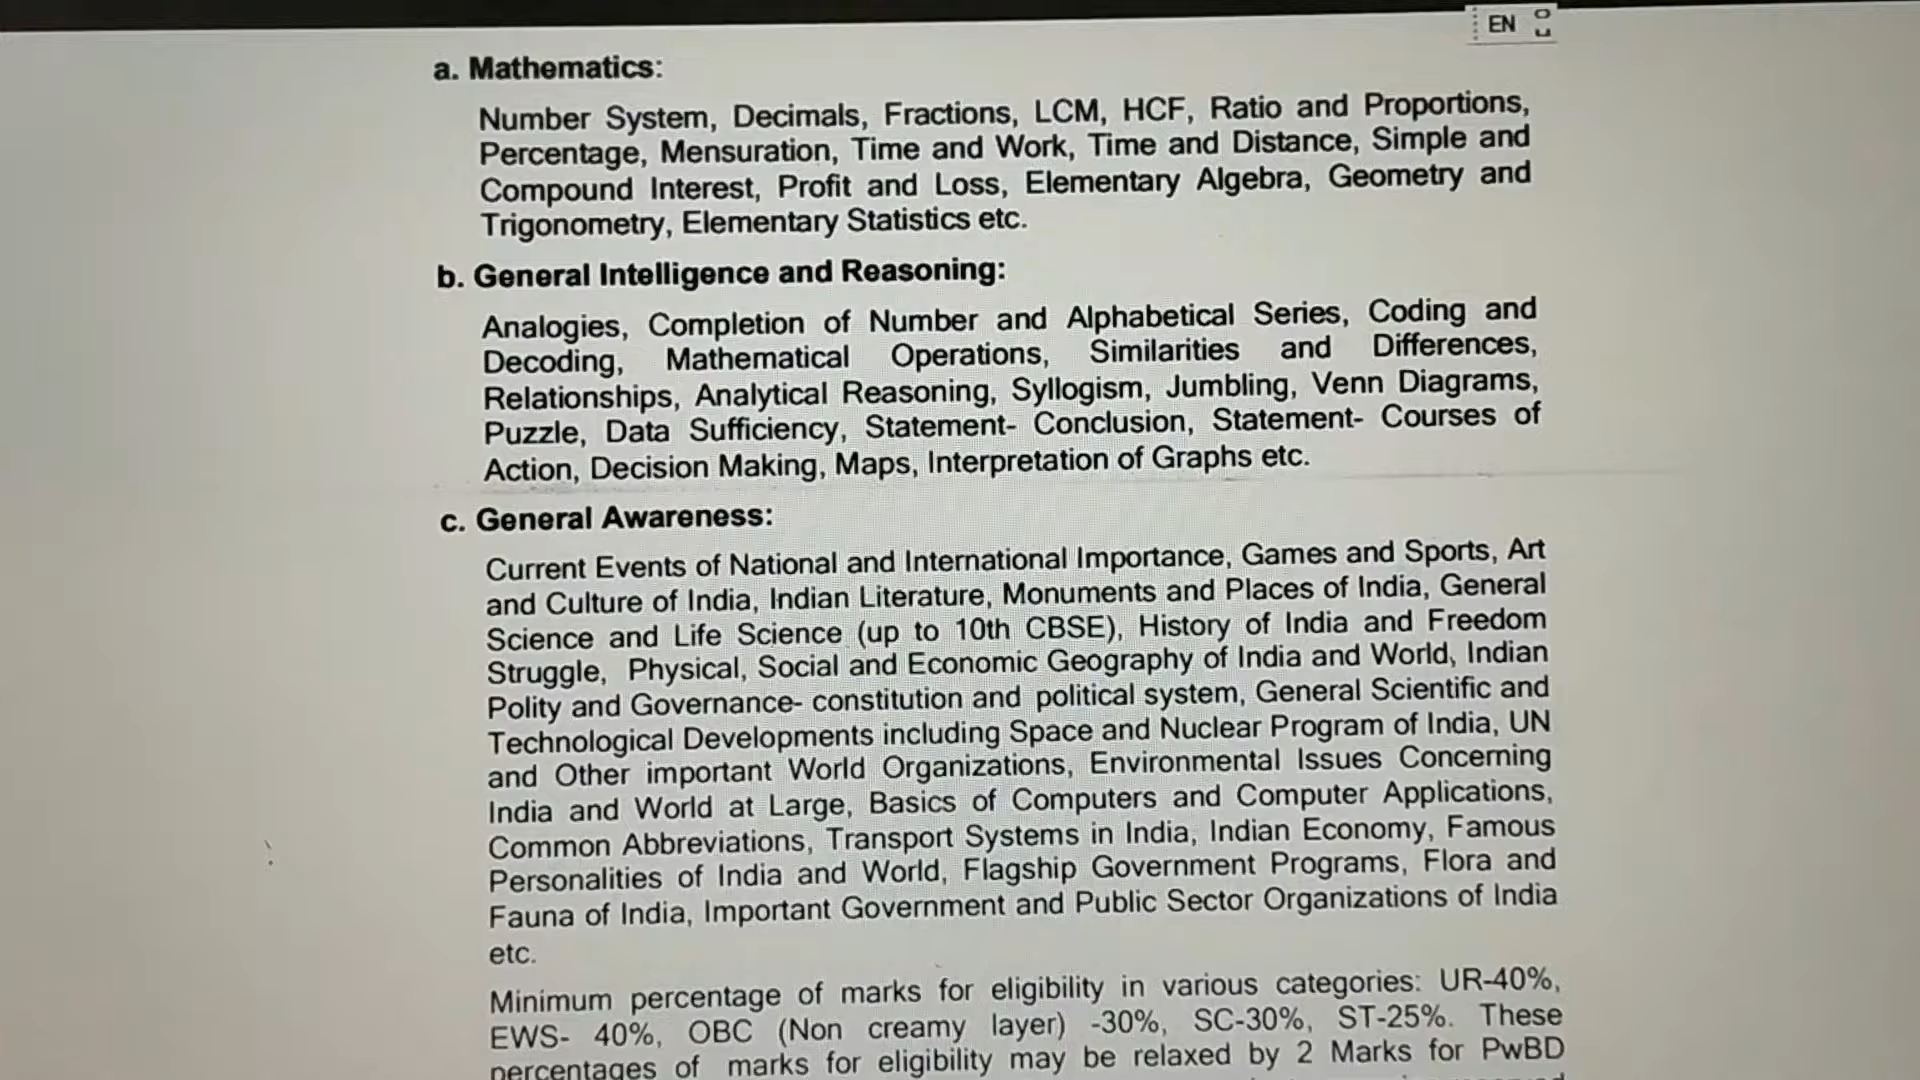 EN
a. Mathematics:
Number System, Decimals, Fractions, LCM, HCF, Ratio and Proportions,
Percentage, Mensuration, Time and Work, Time and Distance, Simple and
Compound Interest, Profit and Loss, Elementary Algebra, Geometry and
Trigonometry, Elementary Statistics etc.
b. General Intelligence and Reasoning:
Analogies, Completion of Number and Alphabetical Series, Coding and
Decoding, Mathematical Operations, Similarities and Differences,
Relationships, Analytical Reasoning, Syllogism, Jumbling, Venn Diagrams,
Puzzle, Data Sufficiency, Statement- Conclusion, Statement- Courses of
Action, Decision Making, Maps, Interpretation of Graphs etc.
c. General Awareness:
Current Events of National and International Importance, Games and Sports, Art
and Culture of India, Indian Literature, Monuments and Places of India, General
Science and Life Science (up to 10th CBSE), History of India and Freedom
Struggle, Physical, Social and Economic Geography of India and World, Indian
Polity and Governance- constitution and political system, General Scientific and
Technological Developments including Space and Nuclear Program of India, UN
and Other important World Organizations, Environmental Issues Concerning
India and World at Large, Basics of Computers and Computer Applications,
Common Abbreviations, Transport Systems in India, Indian Economy, Famous
Personalities of India and World, Flagship Government Programs, Flora and
Fauna of India, Important Government and Public Sector Organizations of India
etc.
Minimum percentage of marks for eligibility in various categories: UR-40%,
EWS- 40%, OBC (Non creamy layer) -30%, SC-30%, ST-25%. These
percentages of marks for eligibility may be relaxed by 2 Marks for PwBD